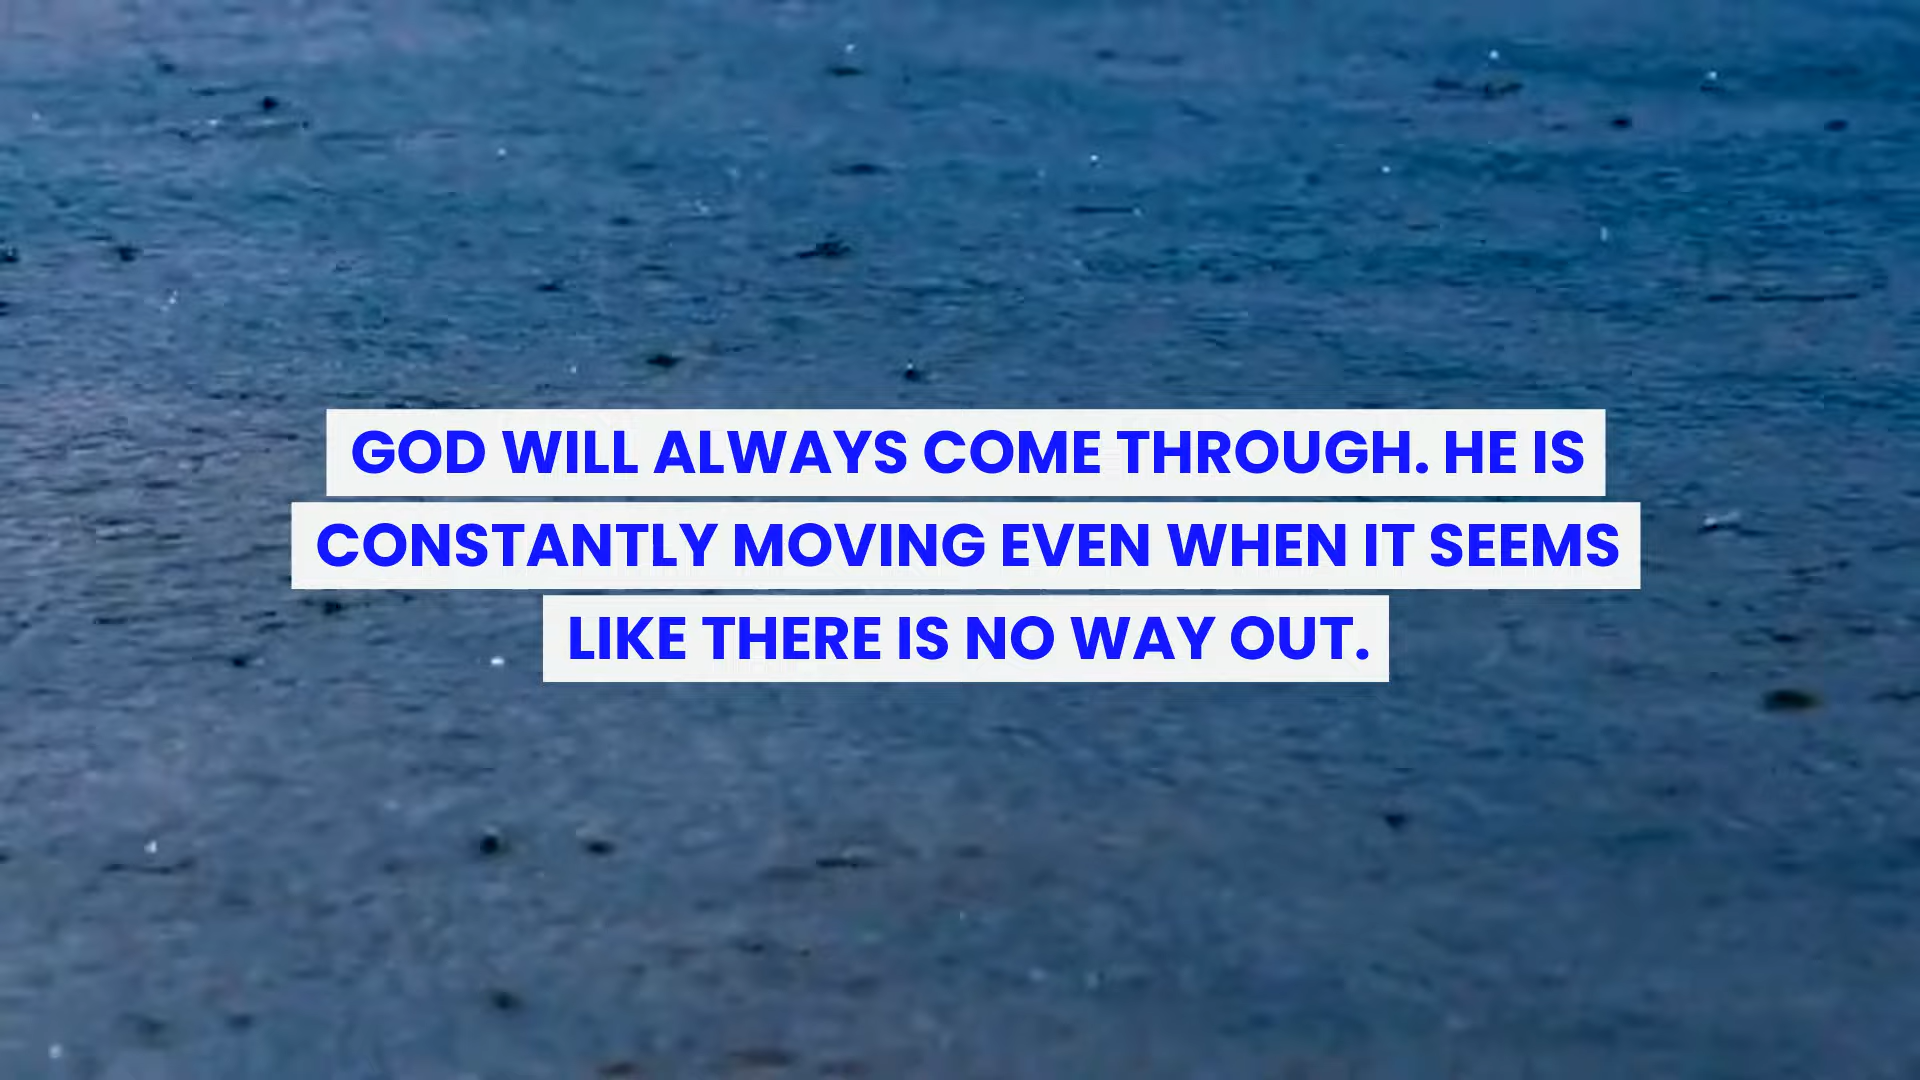 GOD WILL ALWAYS COME THROUGH. HE IS
CONSTANTLY MOVING EVEN WHEN IT SEEMS
LIKE THERE IS NO WAY OUT.